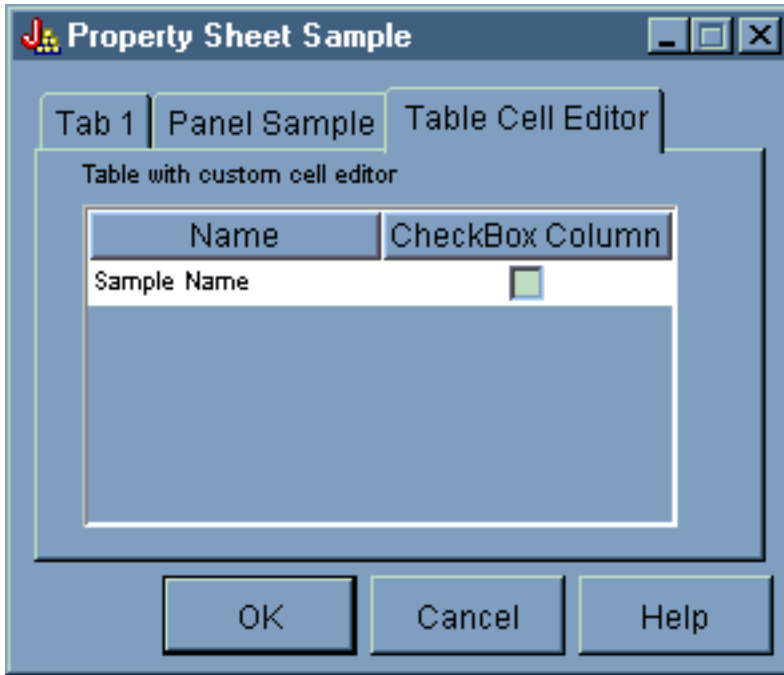 Property Sheet Sample
Tab 1 Panel Sample Table Cell Editor
Table with custom cell editor
Name CheckBox Column
Sample Name
OK Cancel Help